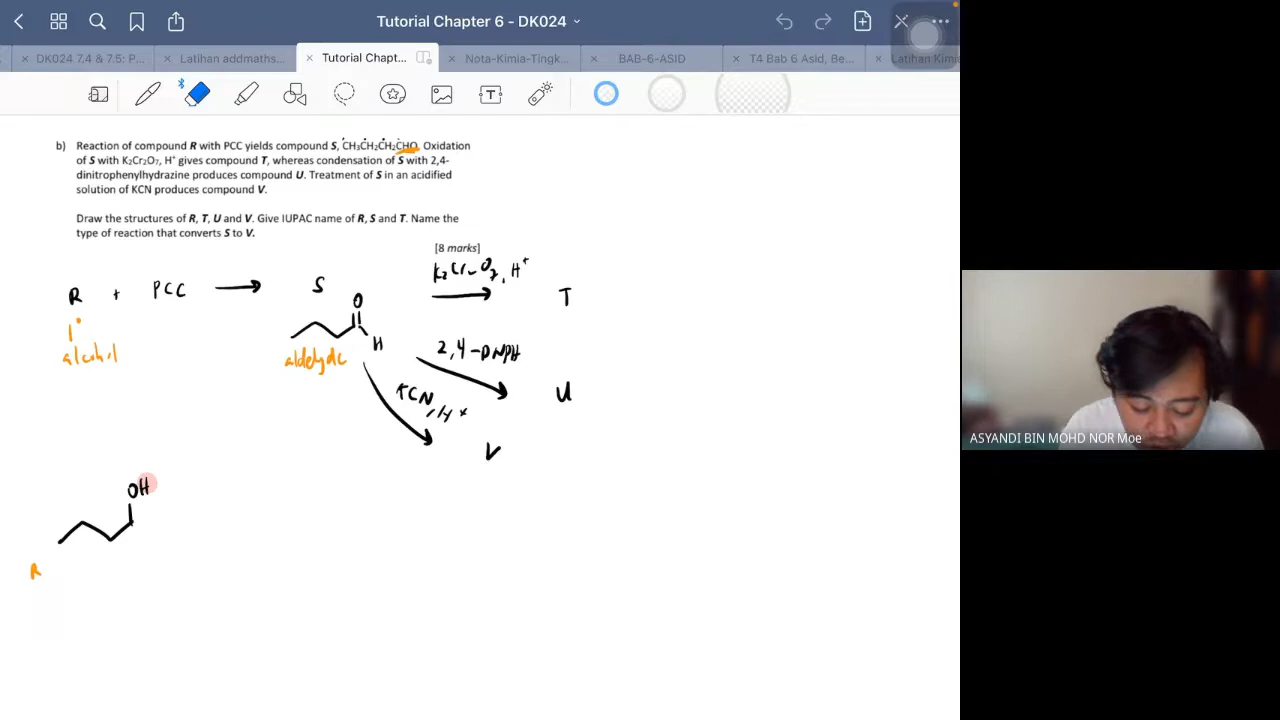 Tutorial Chapter 6 - DK024
DK024 7.4 & 7.5: P...
Latihan addmaths...
Tutorial Chapt...
Nota-Kimia-Tingk...
BAB-6-ASID
T4 Bab 6 Asid, Be...
Latihan Kimi
b) Reaction of compound R with PCC yields compound S, CH3CH2CH2CHO. Oxidation
of S with K2Cr2O7, H+ gives compound T, whereas condensation of S with 2,4-
dinitrophenylhydrazine produces compound U. Treatment of S in an acidified
solution of KCN produces compound V.
Draw the structures of R, T, U and V. Give IUPAC name of R, S and T. Name the
type of reaction that converts S to V.
[8 marks]
K2Cr2O7, H+
R + PCC → S → T
1°
alcohol
O
H
aldehyde
2,4-DNPH
U
KCN, H+
V
OH
R
ASYANDI BIN MOHD NOR Moe